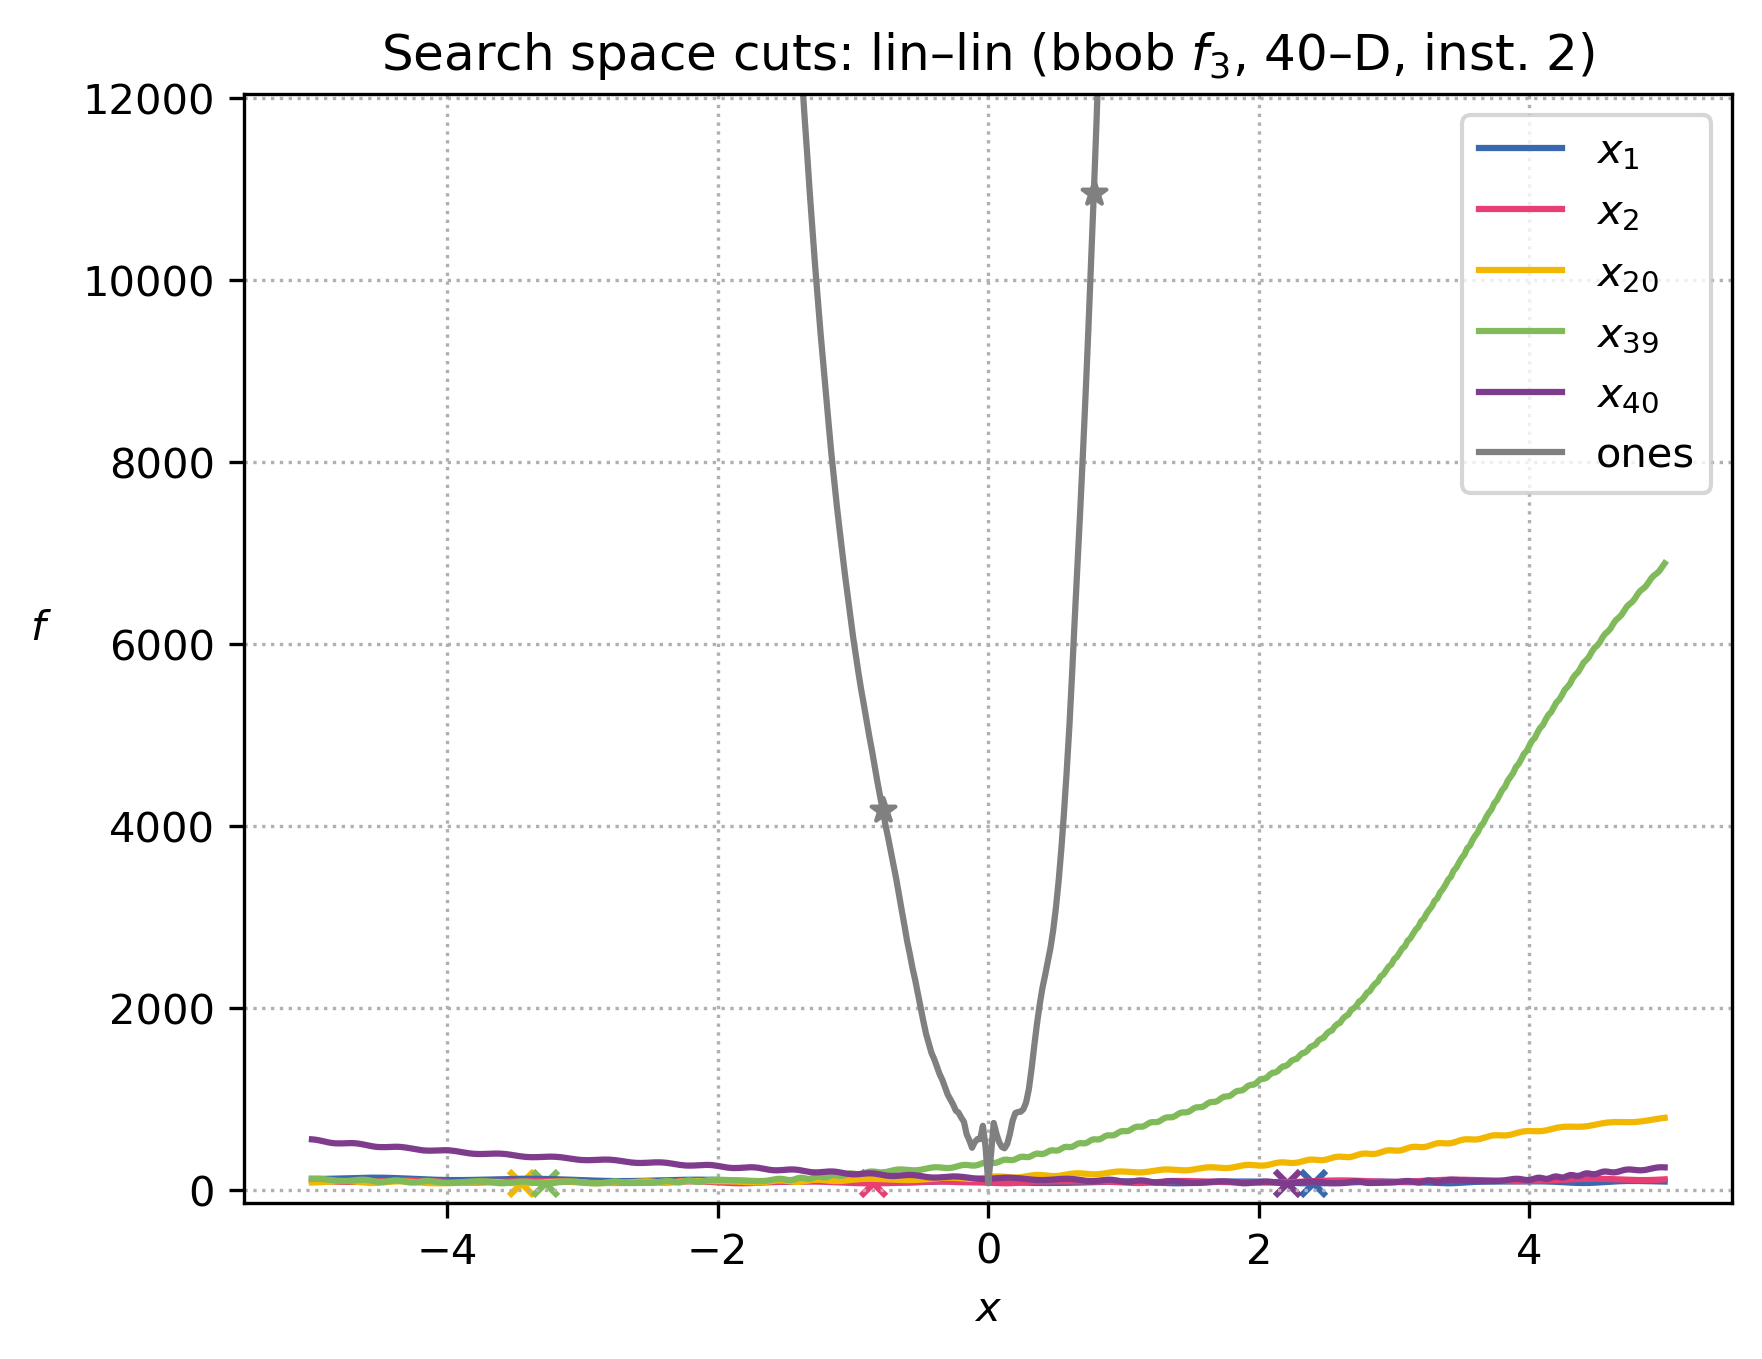 Search space cuts: lin–lin (bbob f₃, 40–D, inst. 2)
12000
10000
8000
6000
4000
2000
0
f
x₁
x₂
x₂₀
x₃₉
x₄₀
ones
−4 −2 0 2 4
x